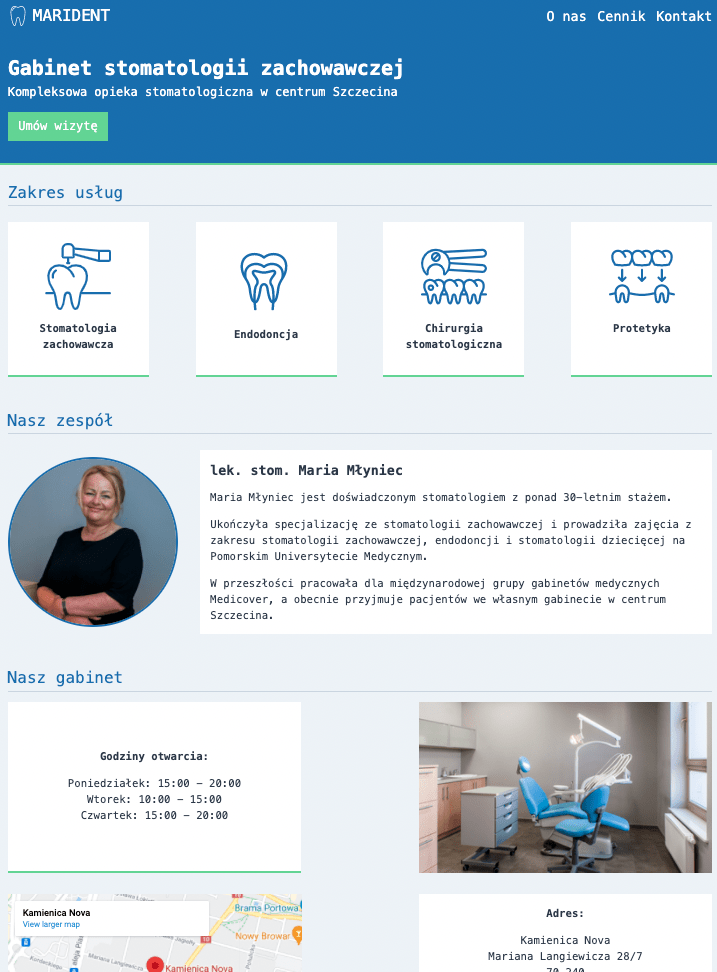 MARIDENT
O nas Cennik Kontakt
Gabinet stomatologii zachowawczej
Kompleksowa opieka stomatologiczna w centrum Szczecina
Umów wizytę
Zakres usług
Stomatologia
zachowawcza
Endodoncja
Chirurgia
stomatologiczna
Protetyka
Nasz zespół
lek. stom. Maria Młyniec
Maria Młyniec jest doświadczonym stomatologiem z ponad 30-letnim stażem.
Ukończyła specjalizację ze stomatologii zachowawczej i prowadziła zajęcia z
zakresu stomatologii zachowawczej, endodoncji i stomatologii dziecięcej na
Pomorskim Universytecie Medycznym.
W przeszłości pracowała dla międzynarodowej grupy gabinetów medycznych
Medicover, a obecnie przyjmuje pacjentów we własnym gabinecie w centrum
Szczecina.
Nasz gabinet
Godziny otwarcia:
Poniedziałek: 15:00 - 20:00
Wtorek: 10:00 - 15:00
Czwartek: 15:00 - 20:00
Kamienica Nova
View larger map
Brama Portowa
Nowy Browar
Mariana Langiewicza
Kamienica Nova
Adres:
Kamienica Nova
Mariana Langiewicza 28/7
70-240